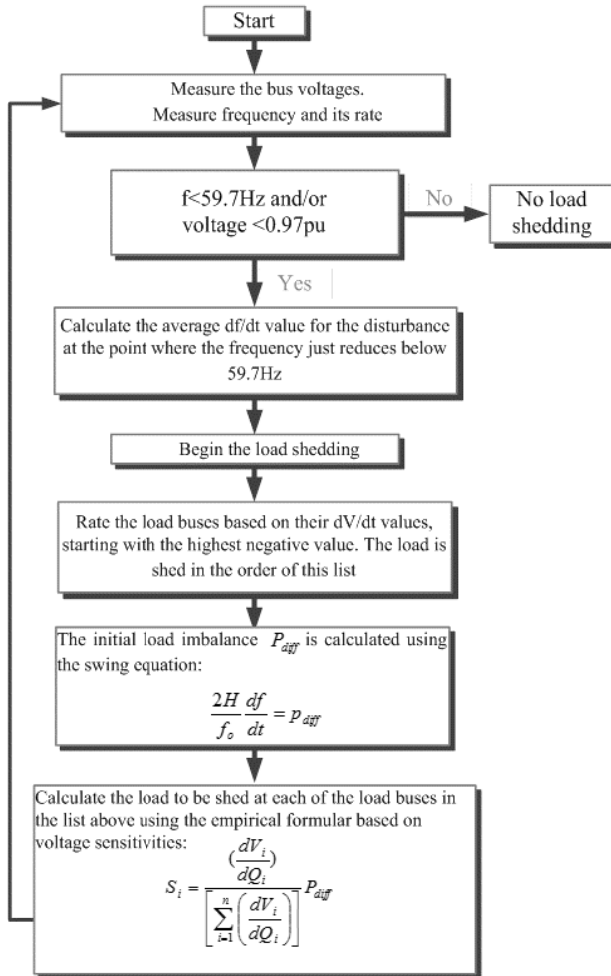 Start
Measure the bus voltages.
Measure frequency and its rate
f<59.7Hz and/or
voltage <0.97pu
No
No load
shedding
Yes
Calculate the average df/dt value for the disturbance
at the point where the frequency just reduces below
59.7Hz
Begin the load shedding
Rate the load buses based on their dV/dt values,
starting with the highest negative value. The load is
shed in the order of this list
The initial load imbalance P_diff is calculated using
the swing equation:
2H/f_o df/dt = p_diff
Calculate the load to be shed at each of the load buses in
the list above using the empirical formular based on
voltage sensitivities:
S_i = (dV_i/dQ_i) / [∑_{i=1}^{n} (dV_i/dQ_i)] P_diff